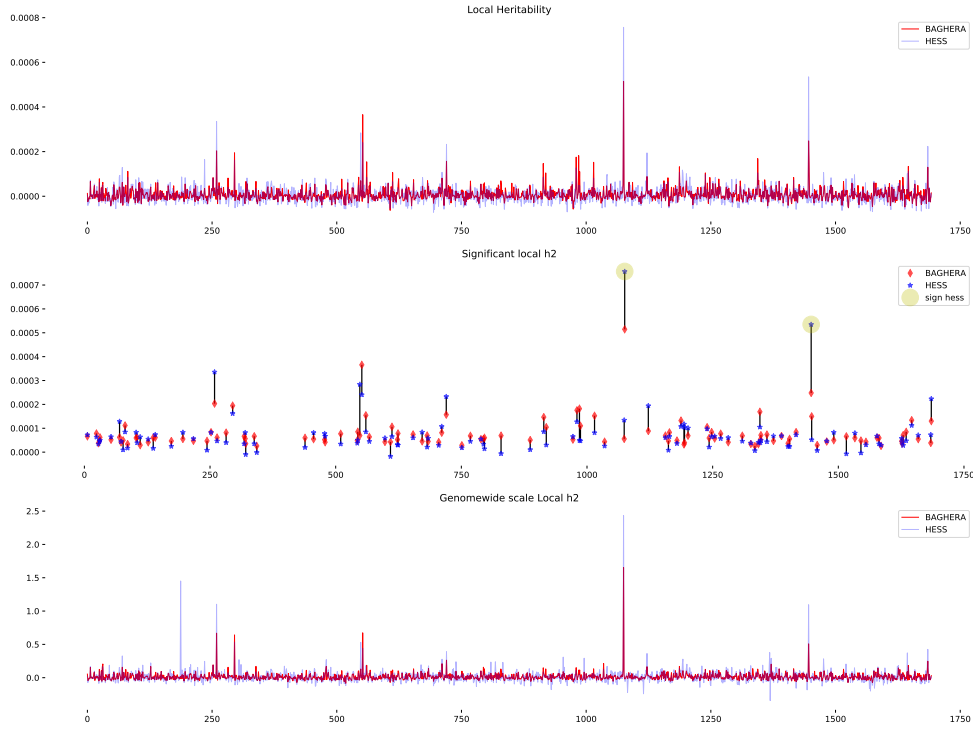 Local Heritability
0.0008
0.0006
0.0004
0.0002
0.0000
BAGHERA
HESS
0 250 500 750 1000 1250 1500 1750
Significant local h2
0.0007
0.0006
0.0005
0.0004
0.0003
0.0002
0.0001
0.0000
BAGHERA
HESS
sign hess
0 250 500 750 1000 1250 1500 1750
Genomewide scale Local h2
2.5
2.0
1.5
1.0
0.5
0.0
BAGHERA
HESS
0 250 500 750 1000 1250 1500 1750